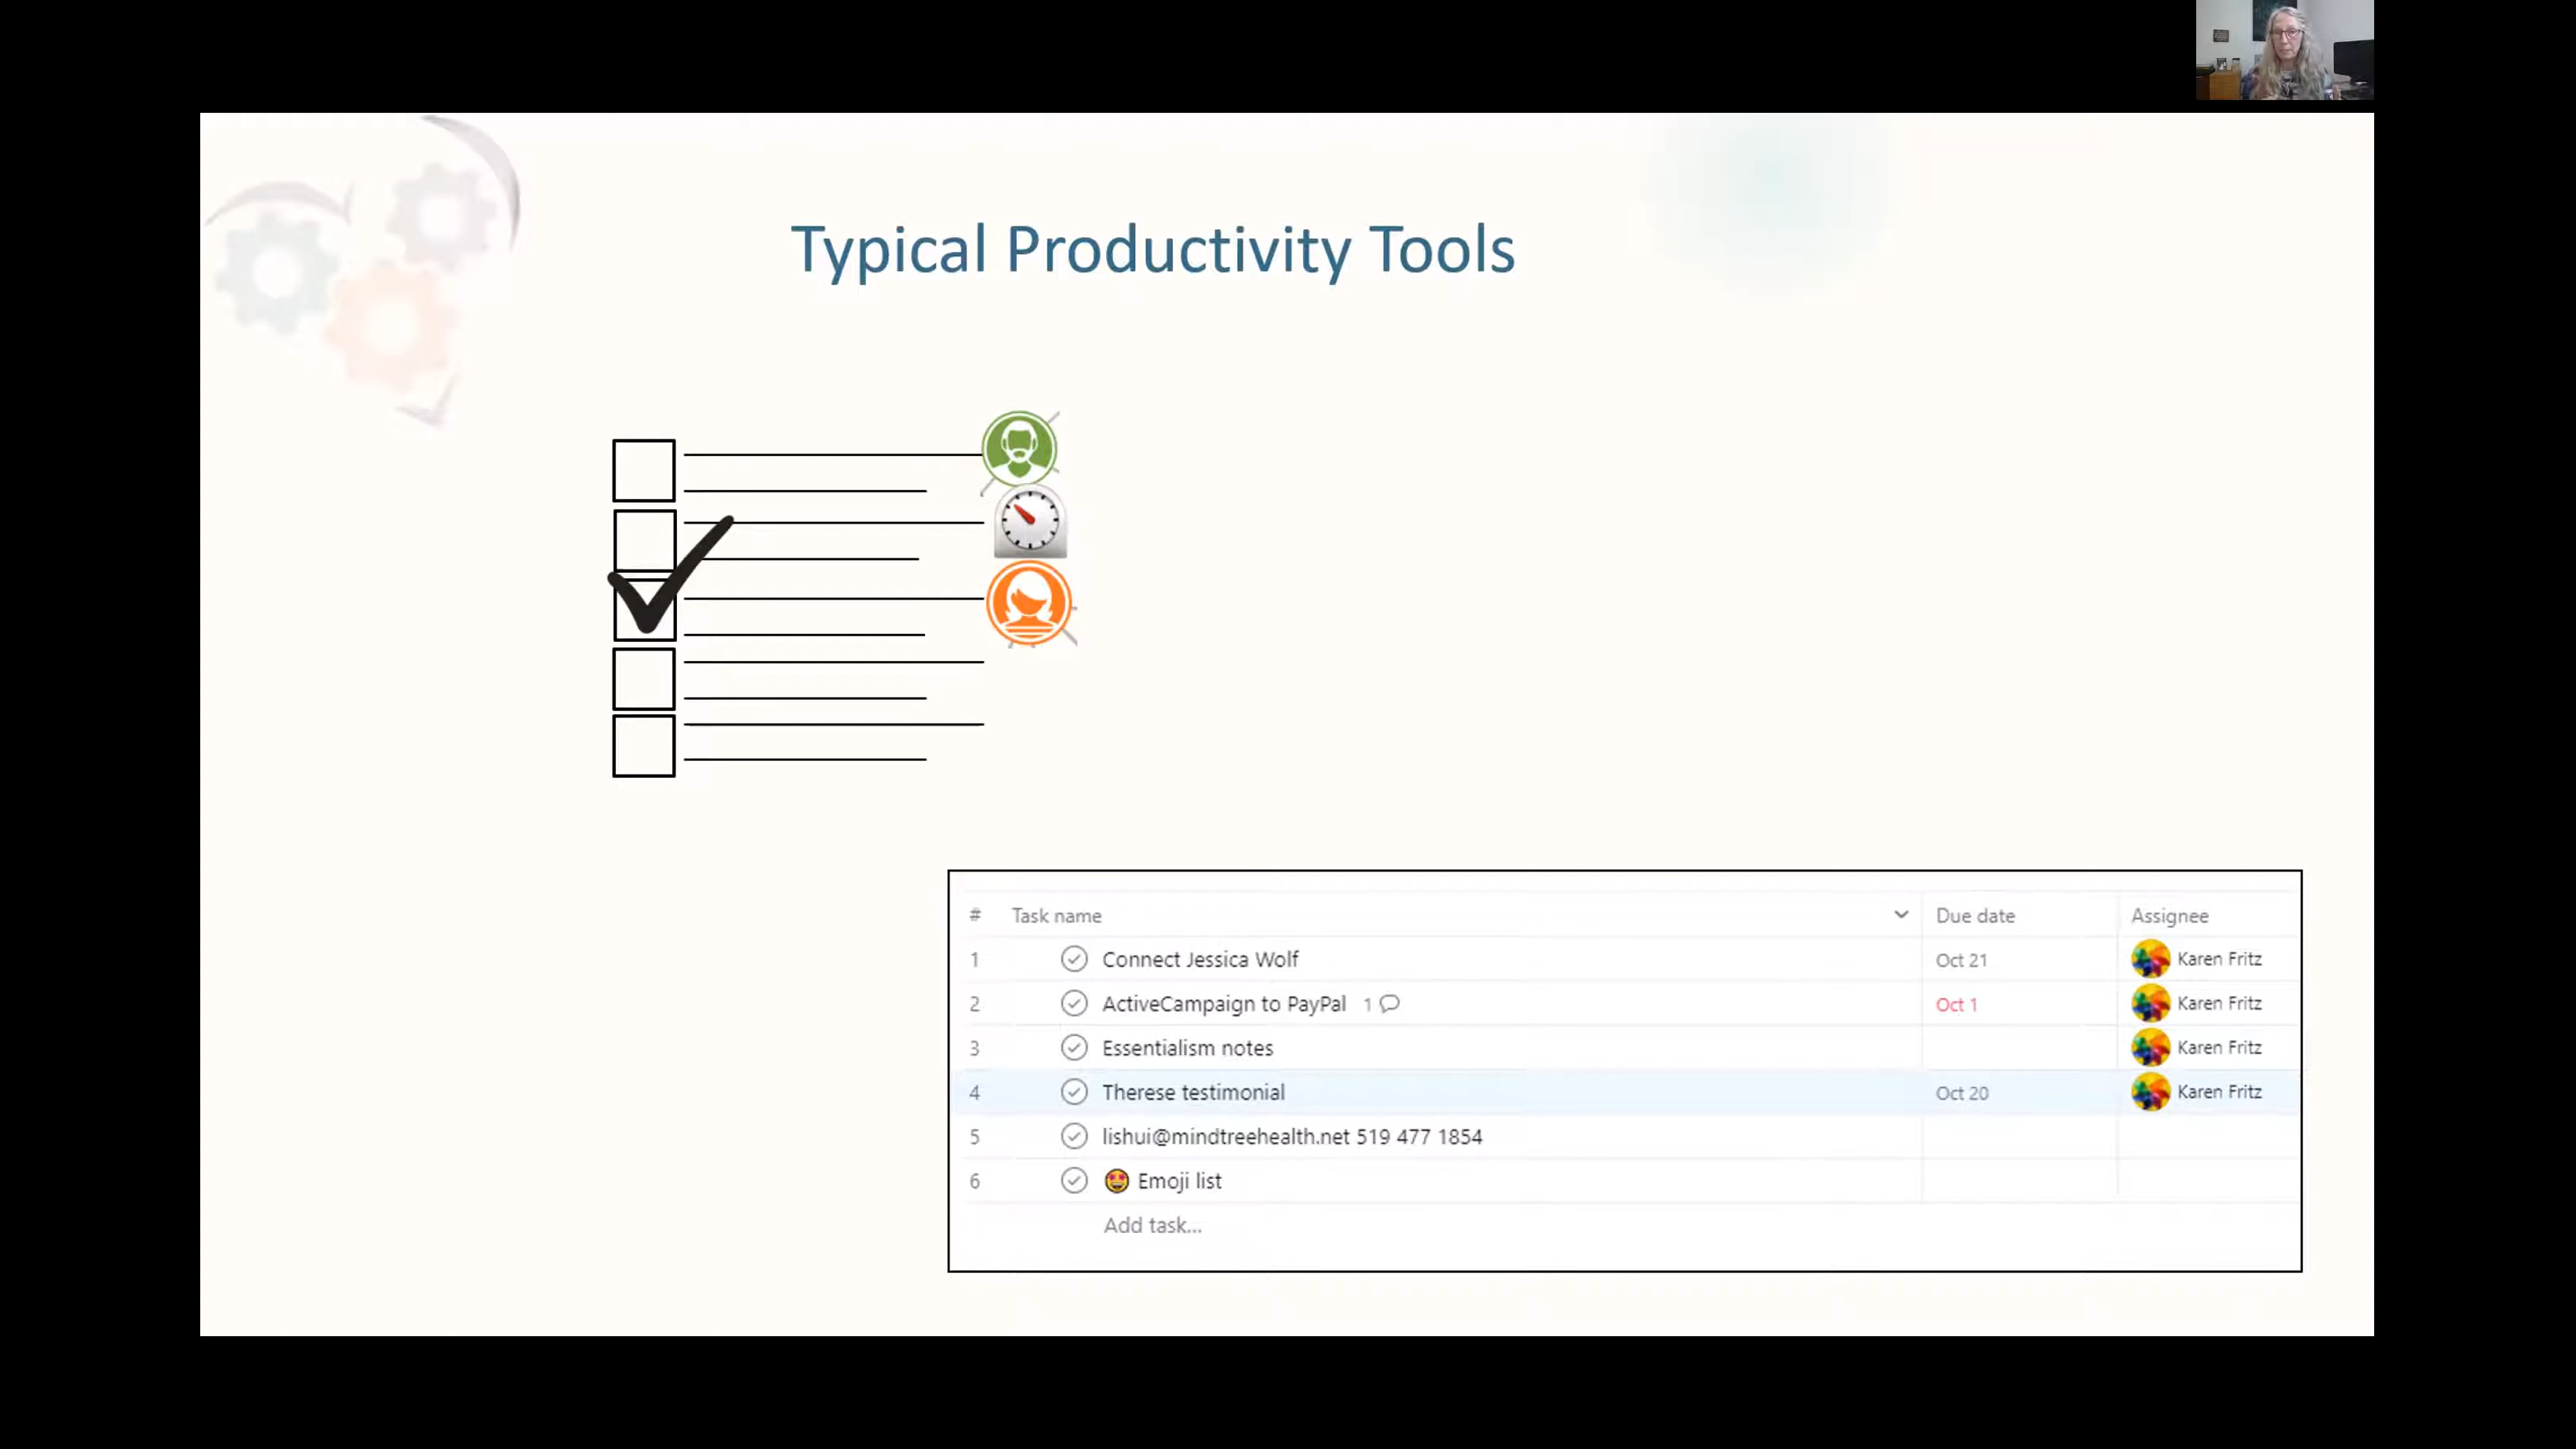 Typical Productivity Tools
# Task name Due date Assignee
1 Connect Jessica Wolf Oct 21 Karen Fritz
2 ActiveCampaign to PayPal 1 Oct 1 Karen Fritz
3 Essentialism notes Karen Fritz
4 Therese testimonial Oct 20 Karen Fritz
5 lishui@mindtreehealth.net 519 477 1854
6 🤩 Emoji list
Add task...